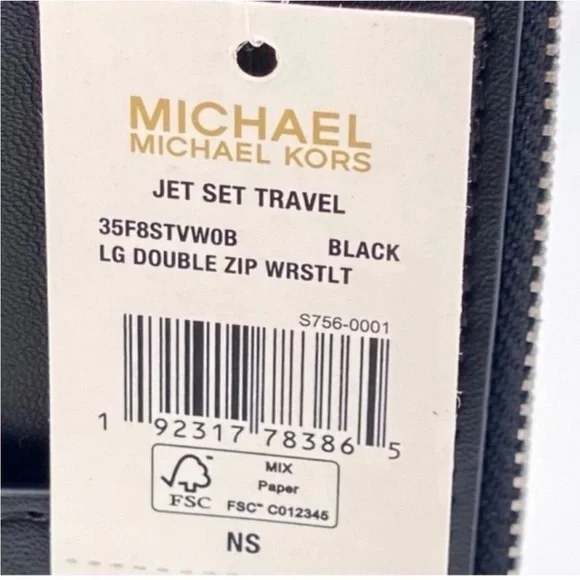 MICHAEL
MICHAEL KORS
JET SET TRAVEL
35F8STVW0B BLACK
LG DOUBLE ZIP WRSTLT
S756-0001
1 92317 78386 5
FSC
MIX
Paper
FSC™ C012345
NS